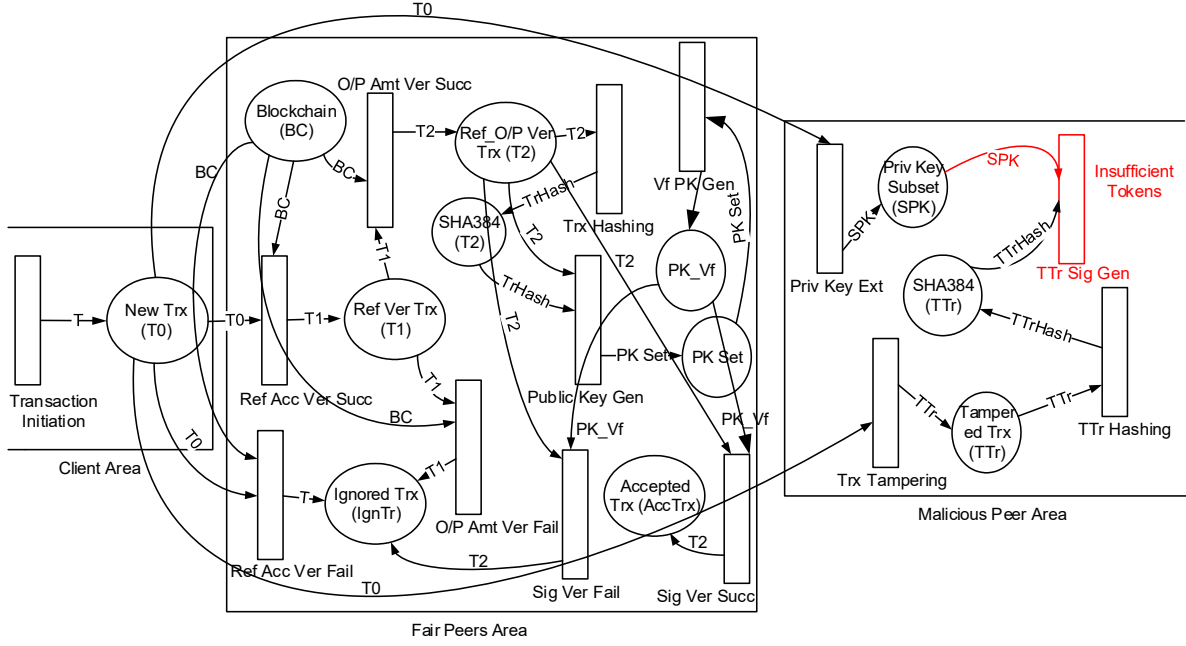 T0
O/P Amt Ver Succ
Blockchain
(BC)
T2
Ref_O/P Ver
Trx (T2)
T2
BC
BC
BC
TrHash
Trx Hashing
Vf PK Gen
PK Set
SHA384
(T2)
T2
T2
TrHash
T1
PK_Vf
Priv Key
Subset
(SPK)
SPK
Insufficient
Tokens
SPK
TTrHash
TTr Sig Gen
Priv Key Ext
SHA384
(TTr)
TTrHash
T
New Trx
(T0)
T0
T1
Ref Ver Trx
(T1)
T2
PK Set
PK Set
Transaction
Initiation
Ref Acc Ver Succ
T1
Public Key Gen
BC
PK_Vf
PK_Vf
TTr
Tamper
ed Trx
(TTr)
TTr
TTr Hashing
Client Area
T0
T1
T
Ignored Trx
(IgnTr)
O/P Amt Ver Fail
Accepted
Trx (AccTrx)
Trx Tampering
Malicious Peer Area
T2
T2
Ref Acc Ver Fail
T0
Sig Ver Fail
Sig Ver Succ
Fair Peers Area